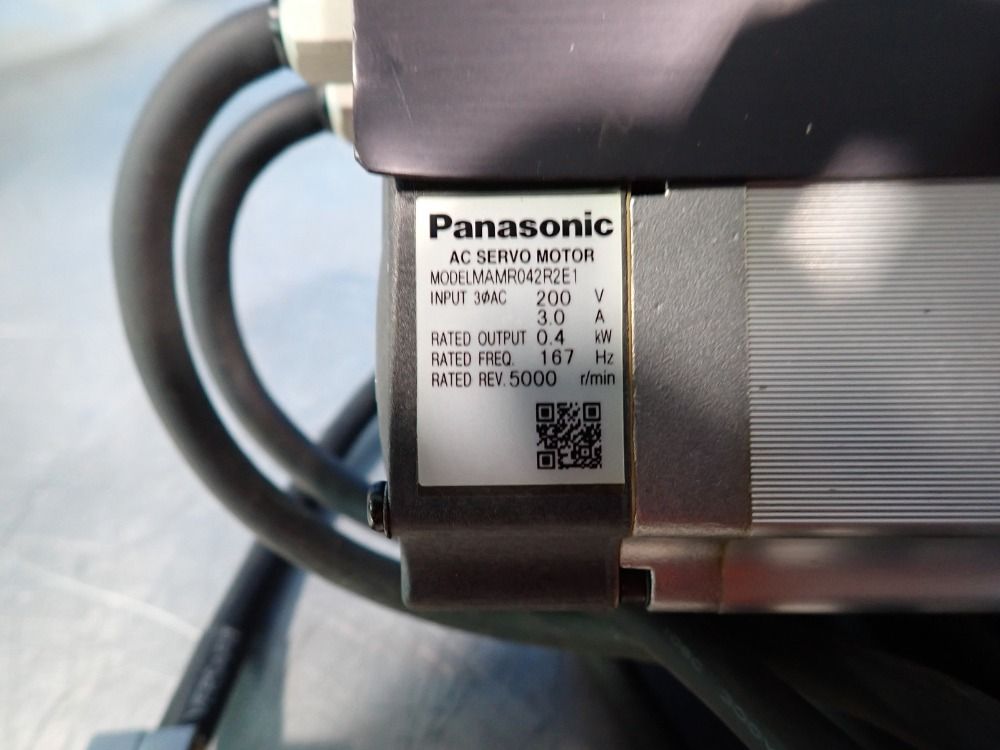 Panasonic
AC SERVO MOTOR
MODELMAMR042R2E1
INPUT 3ØAC 200 V
3.0 A
RATED OUTPUT 0.4 kW
RATED FREQ. 167 Hz
RATED REV. 5000 r/min